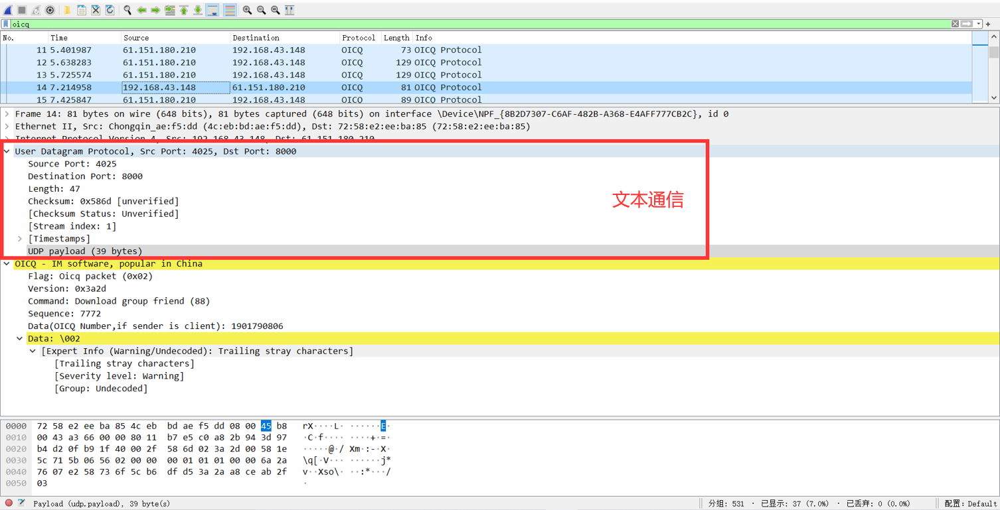 oicq
No. Time Source Destination Protocol Length Info
11 5.401987 61.151.180.210 192.168.43.148 OICQ 73 OICQ Protocol
12 5.638283 61.151.180.210 192.168.43.148 OICQ 129 OICQ Protocol
13 5.725574 61.151.180.210 192.168.43.148 OICQ 129 OICQ Protocol
14 7.214958 192.168.43.148 61.151.180.210 OICQ 81 OICQ Protocol
15 7.425847 61.151.180.210 192.168.43.148 OICQ 89 OICQ Protocol
Frame 14: 81 bytes on wire (648 bits), 81 bytes captured (648 bits) on interface \Device\NPF_{8B2D7307-C6AF-482B-A368-E4AFF777CB2C}, id 0
Ethernet II, Src: Chongqin_ae:f5:dd (4c:eb:bd:ae:f5:dd), Dst: 72:58:e2:ee:ba:85 (72:58:e2:ee:ba:85)
Internet Protocol Version 4, Src: 192.168.43.148, Dst: 61.151.180.210
User Datagram Protocol, Src Port: 4025, Dst Port: 8000
Source Port: 4025
Destination Port: 8000
Length: 47
文本通信
Checksum: 0x586d [unverified]
[Checksum Status: Unverified]
[Stream index: 1]
[Timestamps]
UDP payload (39 bytes)
OICQ - IM software, popular in China
Flag: Oicq packet (0x02)
Version: 0x3a2d
Command: Download group friend (88)
Sequence: 7772
Data(OICQ Number,if sender is client): 1901790806
Data: \002
[Expert Info (Warning/Undecoded): Trailing stray characters]
[Trailing stray characters]
[Severity level: Warning]
[Group: Undecoded]
0000 72 58 e2 ee ba 85 4c eb bd ae f5 dd 08 00 45 b8 rX····L· ······E·
0010 00 43 a3 66 00 00 80 11 b7 e5 c0 a8 2b 94 3d 97 ·C·f···· ····+·=·
0020 b4 d2 0f b9 1f 40 00 2f 58 6d 02 3a 2d 00 58 1e ·····@·/ Xm·:-·X·
0030 5c 71 5b 06 56 02 00 00 00 01 01 01 00 00 6a 2a \q[·V··· ······j*
0040 76 07 e2 58 73 6f 5c b6 df d5 3a 2a a8 ce ab 2f v··Xso\· ··:*···/
0050 03 ·
Payload (udp.payload), 39 byte(s) 分组: 531 · 已显示: 37 (7.0%) · 已丢弃: 0 (0.0%) 配置: Default